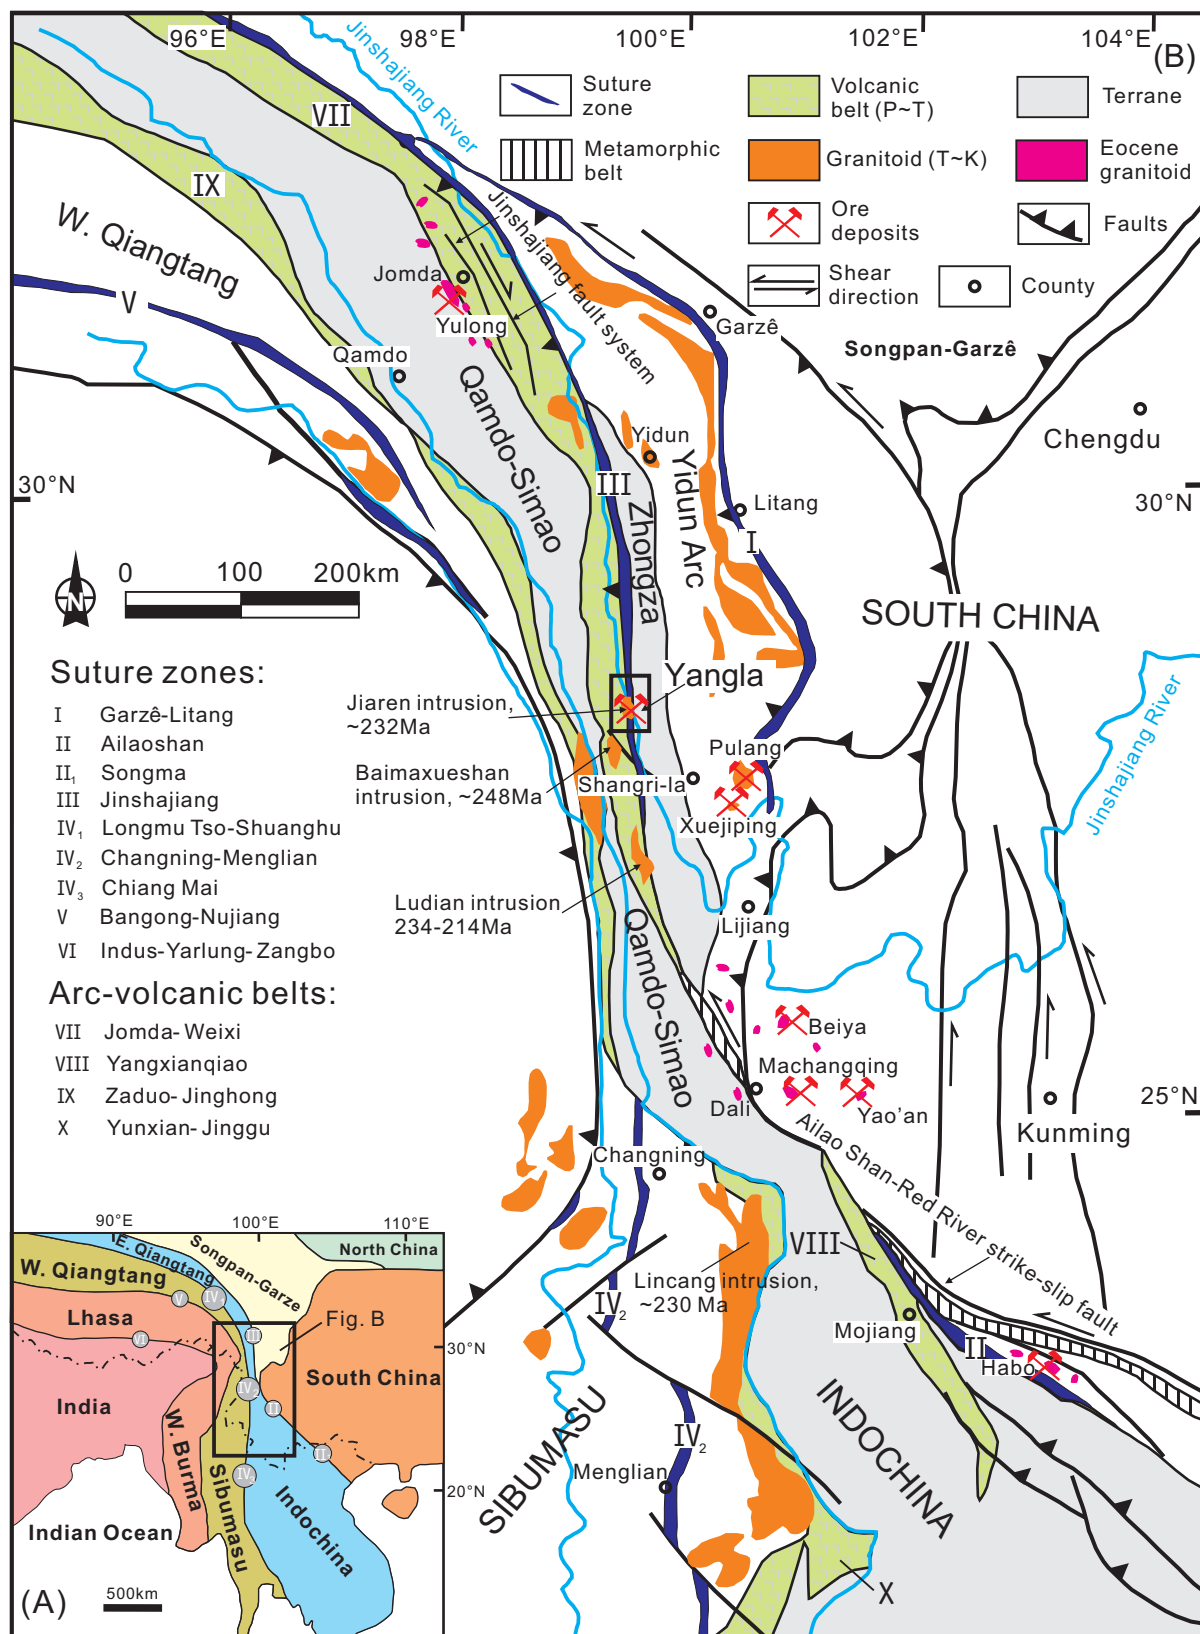 96°E
98°E
100°E
102°E
104°E
(B)
Jinshajiang River
Suture
zone
Volcanic
belt (P~T)
Terrane
Metamorphic
belt
Granitoid (T~K)
Eocene
granitoid
Ore
deposits
Faults
Shear
direction
County
VII
IX
W. Qiangtang
V
Jinshajiang fault system
Jomda
Yulong
Qamdo
Garzê
Songpan-Garzê
Chengdu
Qamdo-Simao
Yidun
Yidun Arc
III
Zhongza
Litang
I
30°N
30°N
N
0
100
200km
SOUTH CHINA
Suture zones:
I Garzê-Litang
II Ailaoshan
II1 Songma
III Jinshajiang
IV1 Longmu Tso-Shuanghu
IV2 Changning-Menglian
IV3 Chiang Mai
V Bangong-Nujiang
VI Indus-Yarlung-Zangbo
Arc-volcanic belts:
VII Jomda-Weixi
VIII Yangxianqiao
IX Zaduo-Jinghong
X Yunxian-Jinggu
Yangla
Jiaren intrusion,
~232Ma
Baimaxueshan
intrusion, ~248Ma
Shangri-la
Pulang
Xuejiping
Jinshajiang River
Ludian intrusion
234-214Ma
Lijiang
Qamdo-Simao
Beiya
Machangqing
Dali
Yao'an
25°N
Kunming
Ailao Shan-Red River strike-slip fault
Changning
VIII
Lincang intrusion,
~230 Ma
IV2
Mojiang
II
Habo
SIBUMASU
IV2
Menglian
INDOCHINA
X
90°E
100°E
110°E
E. Qiangtang
Songpan-Garze
North China
W. Qiangtang
V
IV1
Lhasa
VI
III
Fig. B
30°N
South China
India
IV2
II
W. Burma
II
Sibumasu
IV3
Indochina
20°N
Indian Ocean
(A)
500km